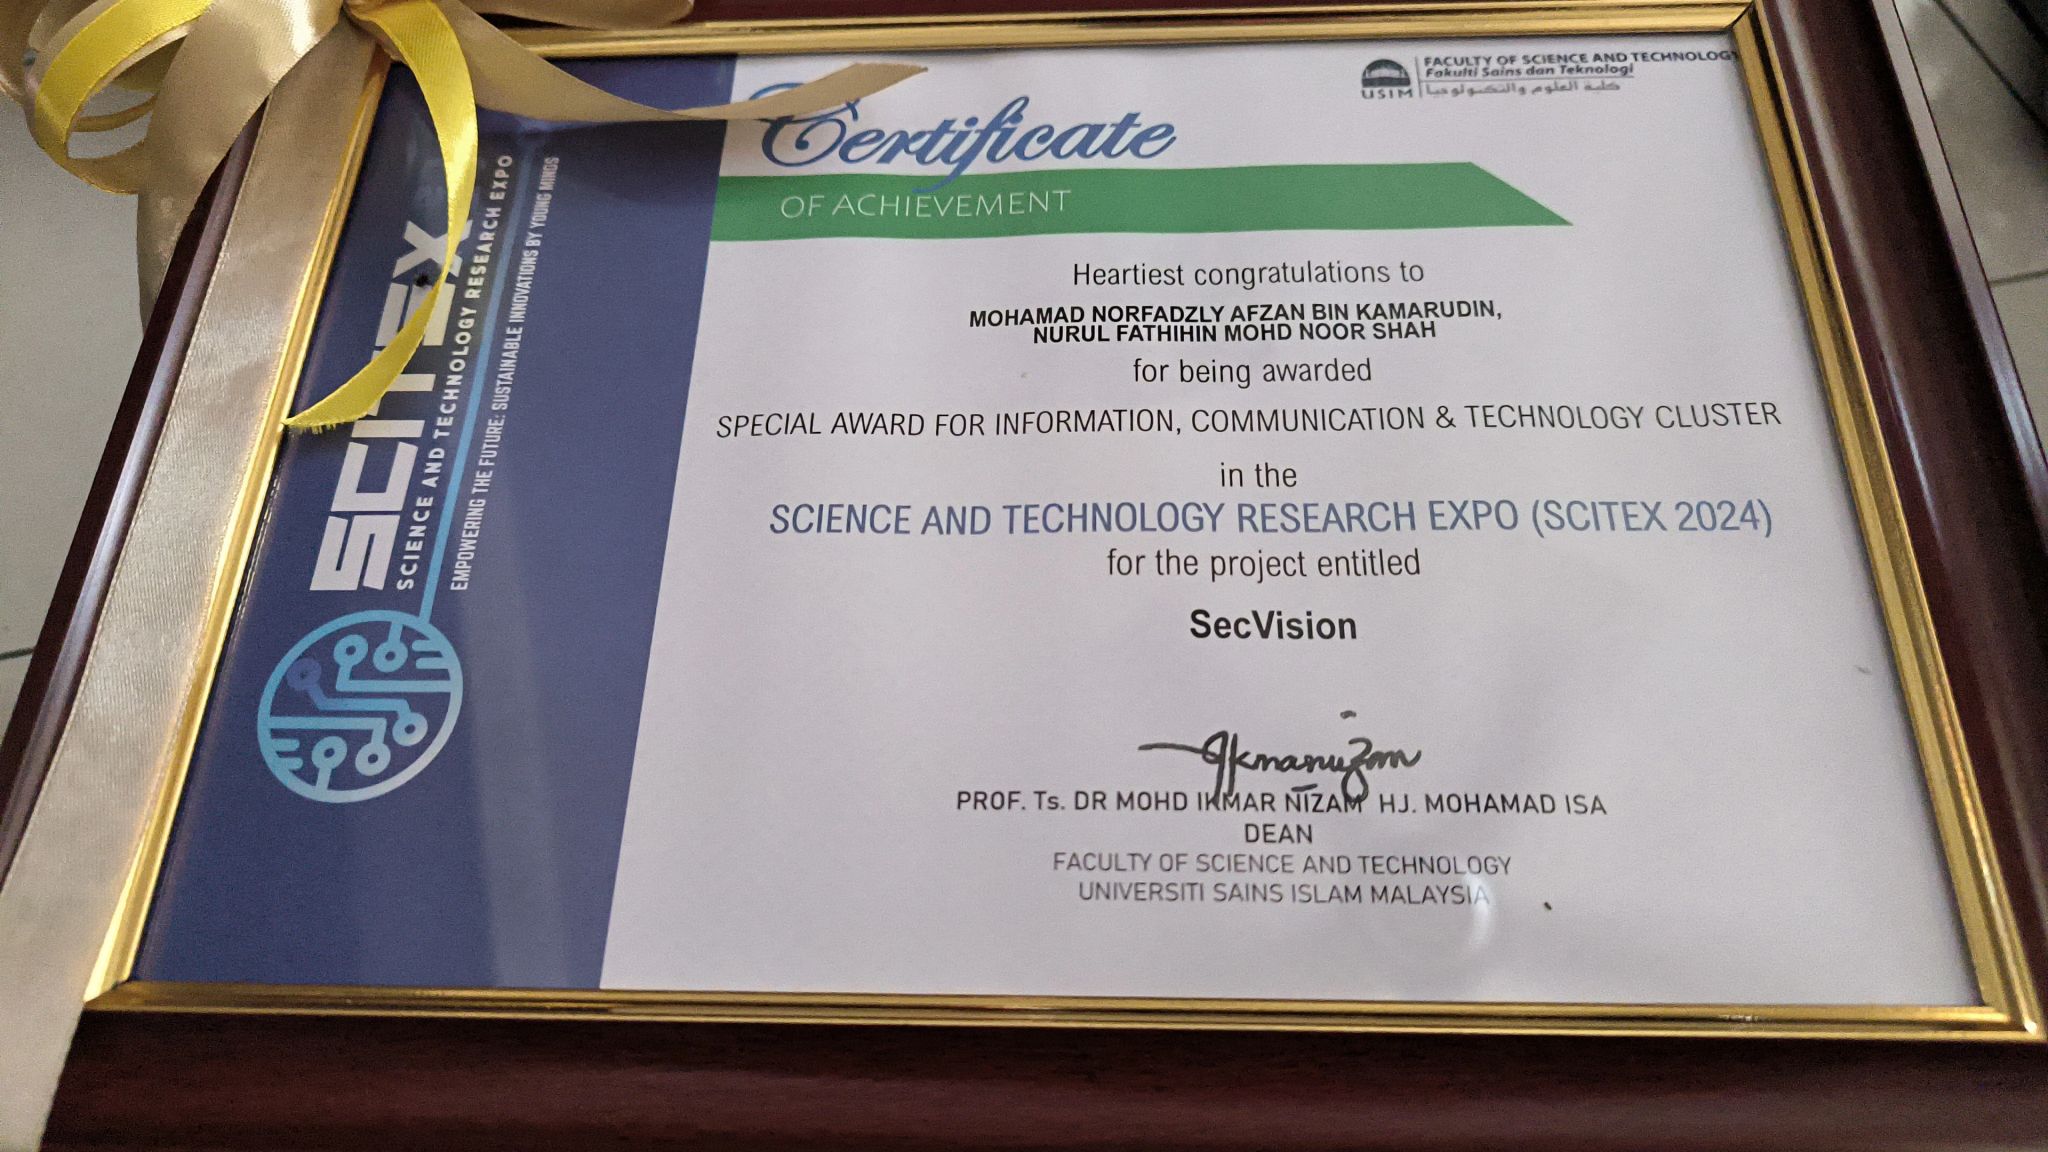 FACULTY OF SCIENCE AND TECHNOLOGY
Fakulti Sains dan Teknologi
كلية العلوم والتكنولوجيا
USIM
Certificate
OF ACHIEVEMENT
Heartiest congratulations to
MOHAMAD NORFADZLY AFZAN BIN KAMARUDIN,
NURUL FATHIHIN MOHD NOOR SHAH
for being awarded
SPECIAL AWARD FOR INFORMATION, COMMUNICATION & TECHNOLOGY CLUSTER
in the
SCIENCE AND TECHNOLOGY RESEARCH EXPO (SCITEX 2024)
for the project entitled
SecVision
PROF. Ts. DR MOHD IKMAR NIZAM HJ. MOHAMAD ISA
DEAN
FACULTY OF SCIENCE AND TECHNOLOGY
UNIVERSITI SAINS ISLAM MALAYSIA
SCITEX
SCIENCE AND TECHNOLOGY RESEARCH EXPO
EMPOWERING THE FUTURE: SUSTAINABLE INNOVATIONS BY YOUNG MINDS